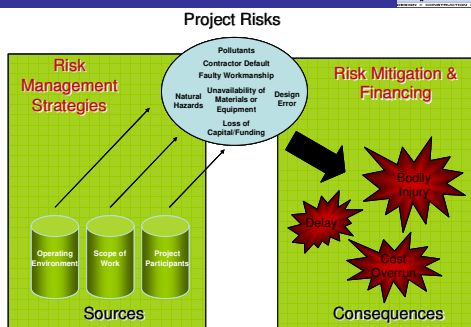 DESIGN + CONSTRUCTION
Project Risks
Pollutants
Contractor Default
Faulty Workmanship
Natural
Hazards
Unavailability of
Materials or
Equipment
Design
Error
Loss of
Capital/Funding
Risk
Management
Strategies
Risk Mitigation &
Financing
Bodily
Injury
Delay
Cost
Overrun
Operating
Environment
Scope of
Work
Project
Participants
Sources
Consequences